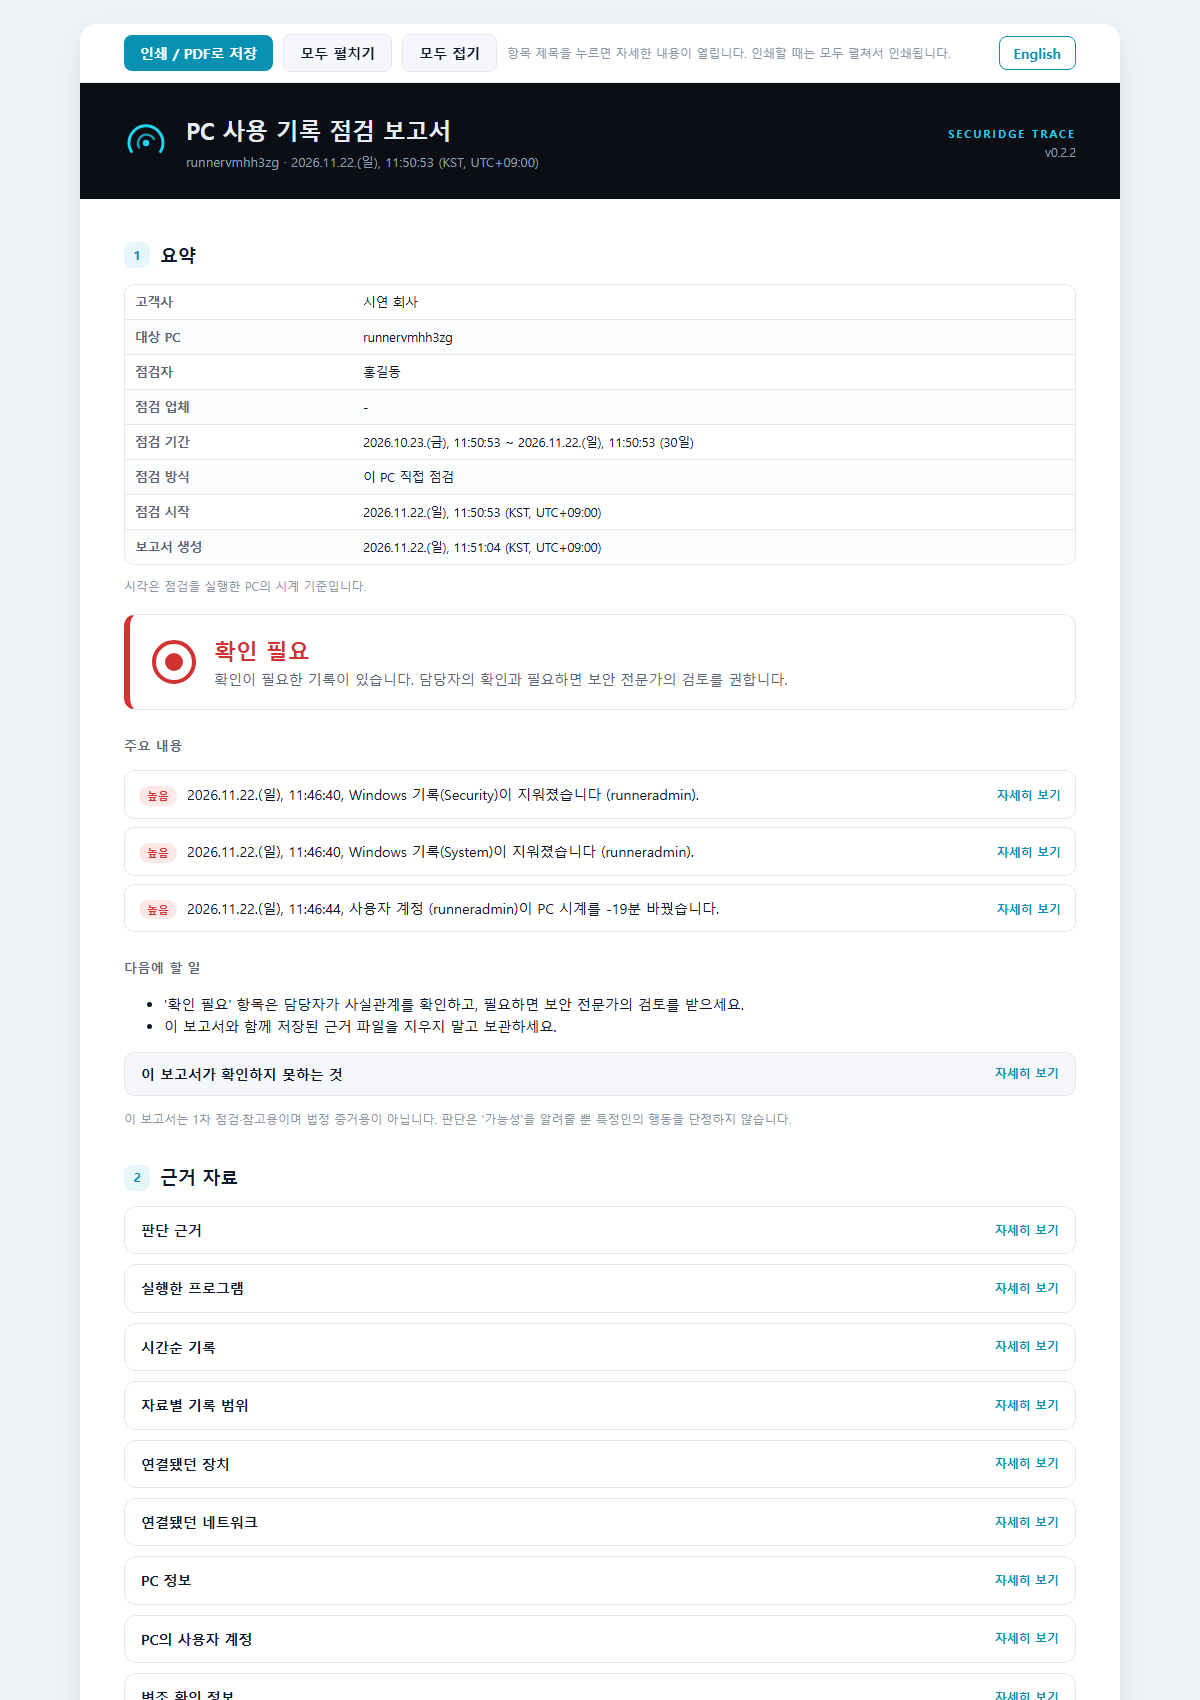 인쇄 / PDF로 저장
모두 펼치기
모두 접기
항목 제목을 누르면 자세한 내용이 열립니다. 인쇄할 때는 모두 펼쳐서 인쇄됩니다.
English
PC 사용 기록 점검 보고서
runnervmhh3zg · 2026.11.22.(일), 11:50:53 (KST, UTC+09:00)
SECURIDGE TRACE
v0.2.2
1 요약
고객사 시연 회사
대상 PC runnervmhh3zg
점검자 홍길동
점검 업체 -
점검 기간 2026.10.23.(금), 11:50:53 ~ 2026.11.22.(일), 11:50:53 (30일)
점검 방식 이 PC 직접 점검
점검 시작 2026.11.22.(일), 11:50:53 (KST, UTC+09:00)
보고서 생성 2026.11.22.(일), 11:51:04 (KST, UTC+09:00)
시각은 점검을 실행한 PC의 시계 기준입니다.
확인 필요
확인이 필요한 기록이 있습니다. 담당자의 확인과 필요하면 보안 전문가의 검토를 권합니다.
주요 내용
높음 2026.11.22.(일), 11:46:40, Windows 기록(Security)이 지워졌습니다 (runneradmin). 자세히 보기
높음 2026.11.22.(일), 11:46:40, Windows 기록(System)이 지워졌습니다 (runneradmin). 자세히 보기
높음 2026.11.22.(일), 11:46:44, 사용자 계정 (runneradmin)이 PC 시계를 -19분 바꿨습니다. 자세히 보기
다음에 할 일
• '확인 필요' 항목은 담당자가 사실관계를 확인하고, 필요하면 보안 전문가의 검토를 받으세요.
• 이 보고서와 함께 저장된 근거 파일을 지우지 말고 보관하세요.
이 보고서가 확인하지 못하는 것 자세히 보기
이 보고서는 1차 점검·참고용이며 법정 증거용이 아닙니다. 판단은 '가능성'을 알려줄 뿐 특정인의 행동을 단정하지 않습니다.
2 근거 자료
판단 근거 자세히 보기
실행한 프로그램 자세히 보기
시간순 기록 자세히 보기
자료별 기록 범위 자세히 보기
연결됐던 장치 자세히 보기
연결됐던 네트워크 자세히 보기
PC 정보 자세히 보기
PC의 사용자 계정 자세히 보기
변조 확인 정보 자세히 보기